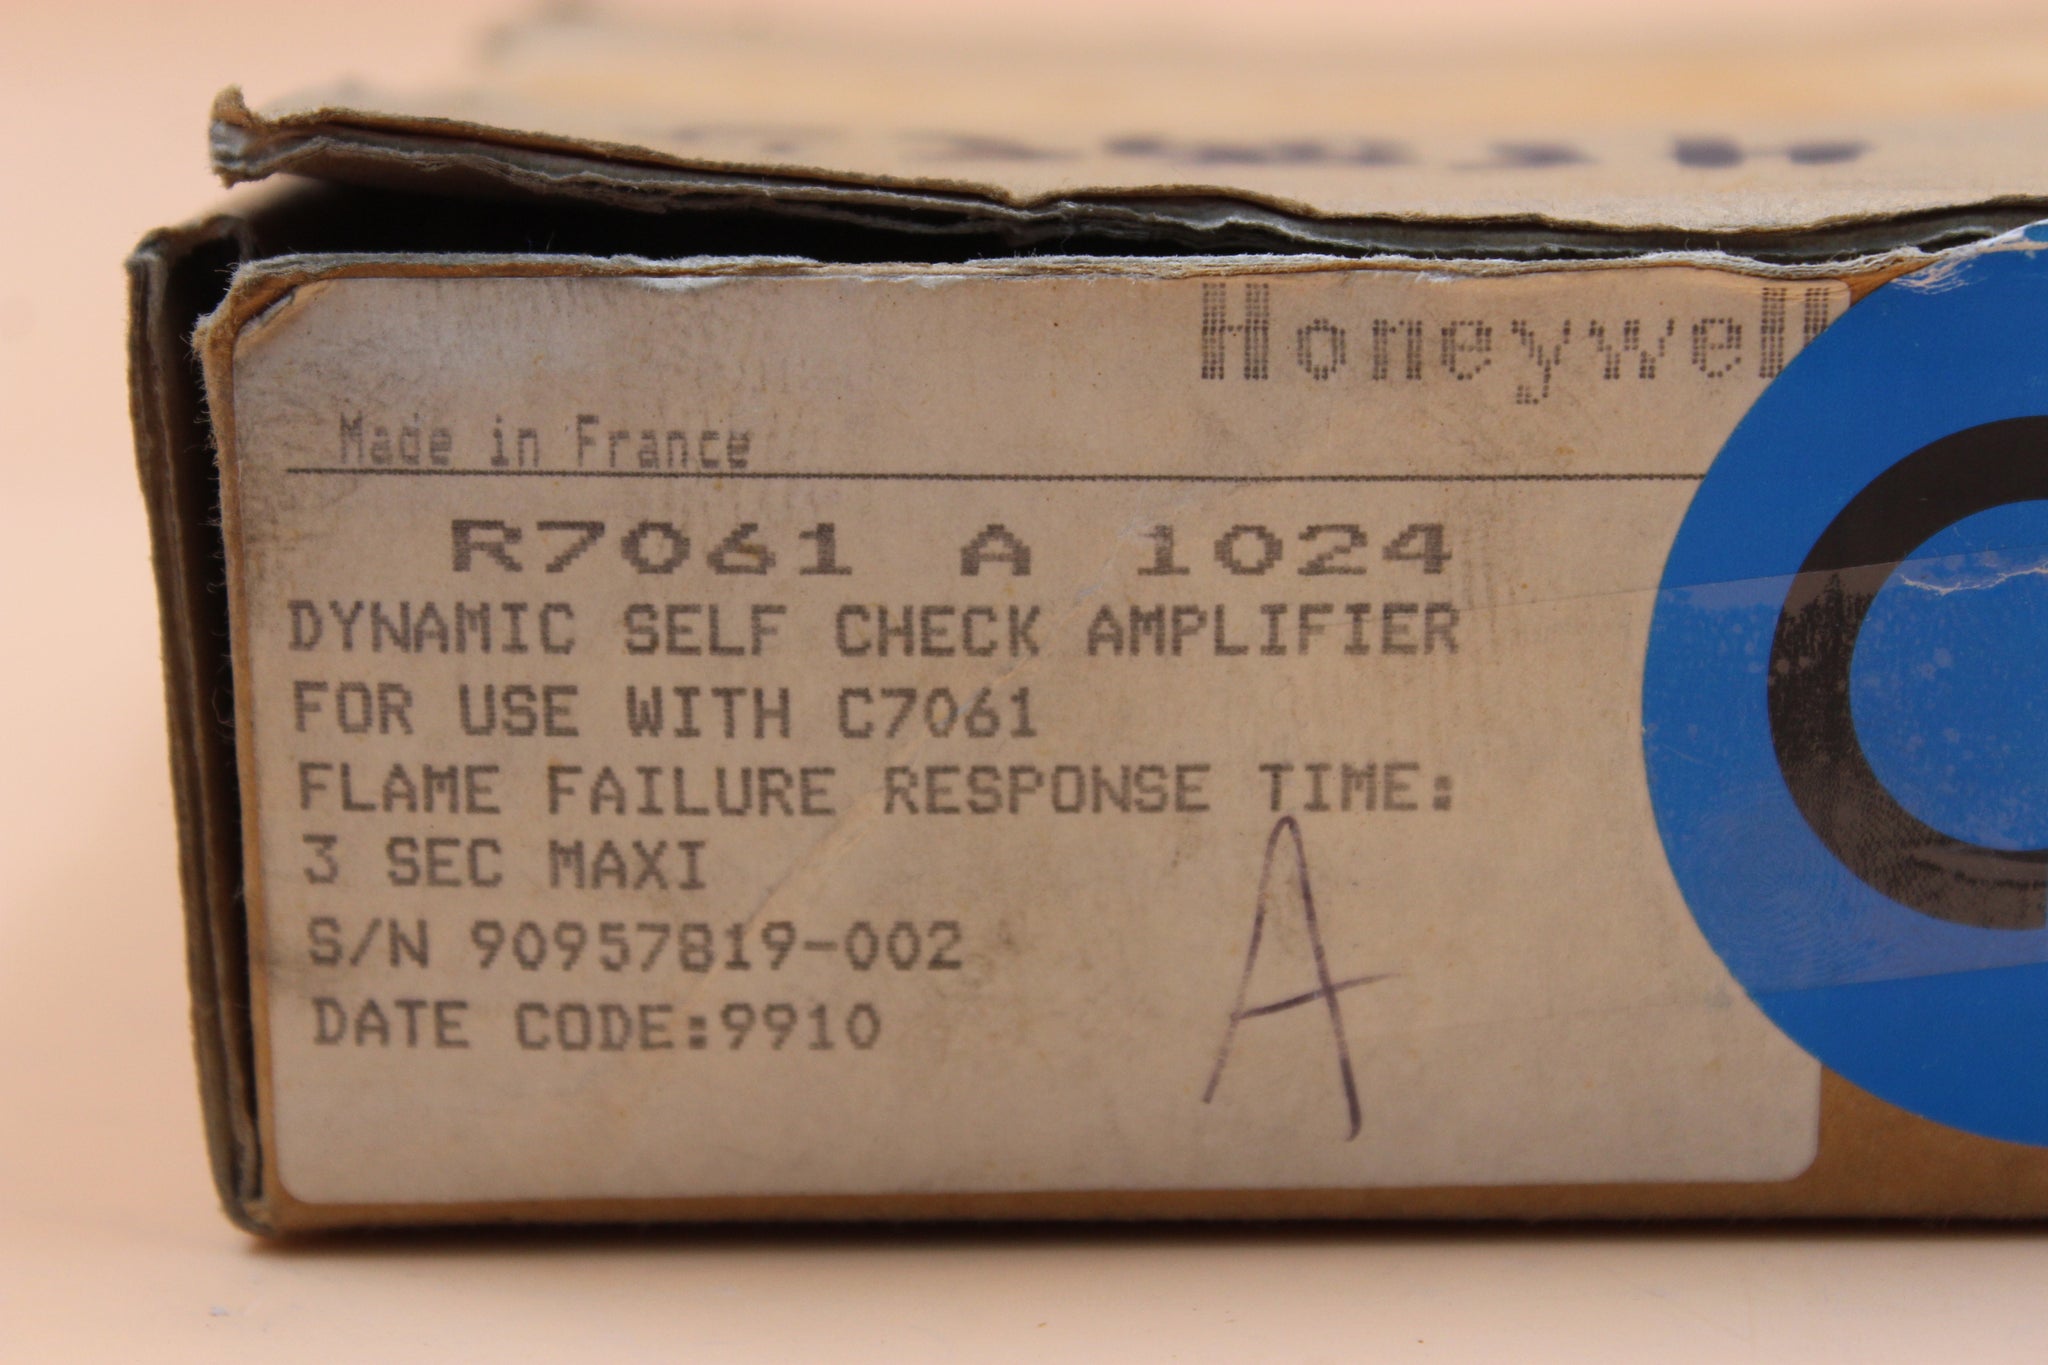 Honeywell
Made in France
R7061 A 1024
DYNAMIC SELF CHECK AMPLIFIER
FOR USE WITH C7061
FLAME FAILURE RESPONSE TIME:
3 SEC MAXI
S/N 90957819-002
DATE CODE:9910
A